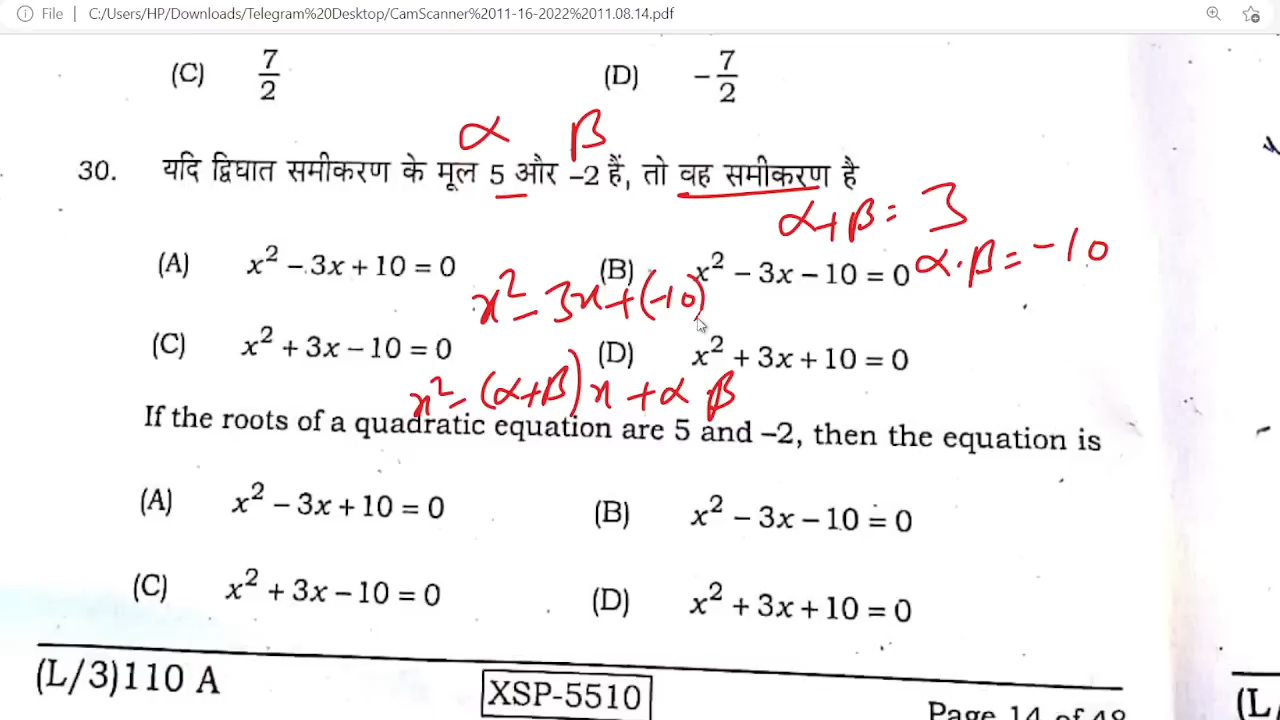 File | C:/Users/HP/Downloads/Telegram%20Desktop/CamScanner%2011-16-2022%2011.08.14.pdf
(C) 7/2 (D) −7/2
α β
30. यदि द्विघात समीकरण के मूल 5 और −2 हैं, तो वह समीकरण है
α+β= 3
(A) x² − 3x + 10 = 0 (B) x² − 3x − 10 = 0
α·β = −10
x² − 3x + (−10)
(C) x² + 3x − 10 = 0 (D) x² + 3x + 10 = 0
x² − (α+β)x + αβ
If the roots of a quadratic equation are 5 and −2, then the equation is
(A) x² − 3x + 10 = 0 (B) x² − 3x − 10 = 0
(C) x² + 3x − 10 = 0 (D) x² + 3x + 10 = 0
(L/3)110 A XSP-5510 Page 14 of 48
(L